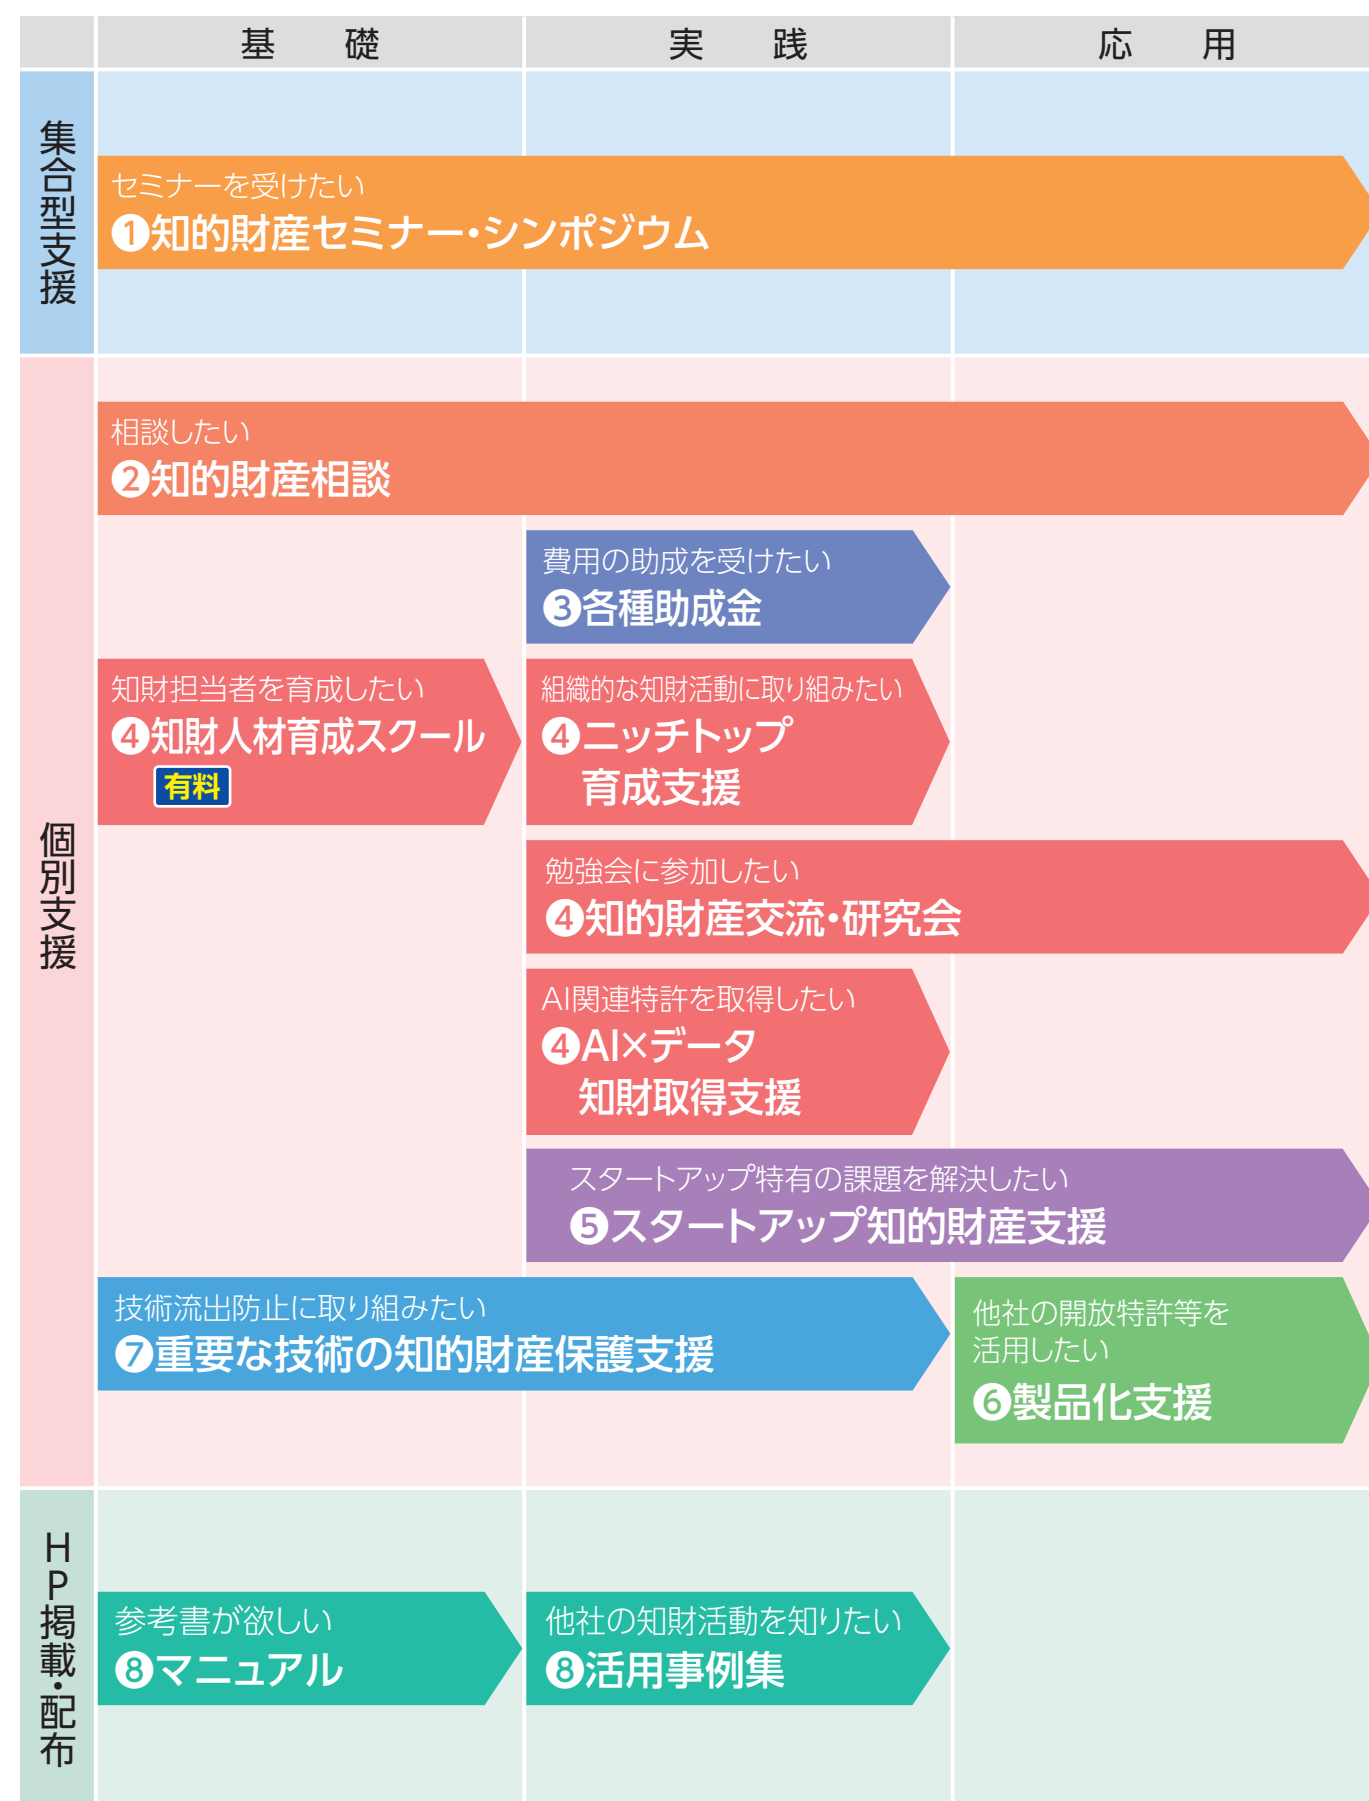 基 礎
実 践
応 用
集合型支援
セミナーを受けたい
❶知的財産セミナー・シンポジウム
個別支援
相談したい
❷知的財産相談
費用の助成を受けたい
❸各種助成金
知財担当者を育成したい
❹知財人材育成スクール
有料
組織的な知財活動に取り組みたい
❹ニッチトップ
育成支援
勉強会に参加したい
❹知的財産交流・研究会
AI関連特許を取得したい
❹AI×データ
知財取得支援
スタートアップ特有の課題を解決したい
❺スタートアップ知的財産支援
技術流出防止に取り組みたい
❼重要な技術の知的財産保護支援
他社の開放特許等を
活用したい
❻製品化支援
HP掲載・配布
参考書が欲しい
❽マニュアル
他社の知財活動を知りたい
❽活用事例集